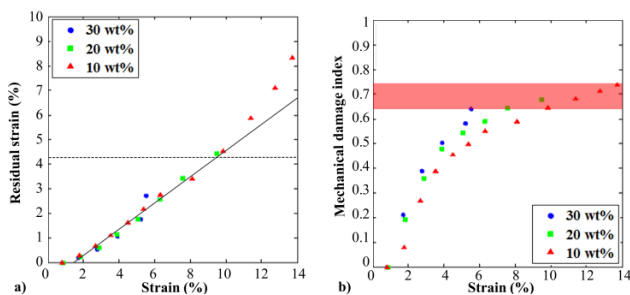 10
9
8
7
6
5
4
3
2
1
0
Residual strain (%)
30 wt%
20 wt%
10 wt%
0 2 4 6 8 10 12 14
Strain (%)
a)
1
0.9
0.8
0.7
0.6
0.5
0.4
0.3
0.2
0.1
0
Mechanical damage index
30 wt%
20 wt%
10 wt%
0 2 4 6 8 10 12 14
Strain (%)
b)